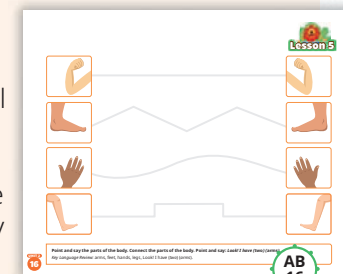 Lesson 5
Point and say the parts of the body. Connect the parts of the body. Point and say: Look! I have (two) (arms).
My Language Review: arms, feet, hands, legs, Look! I have (two) (arms).
16
AB